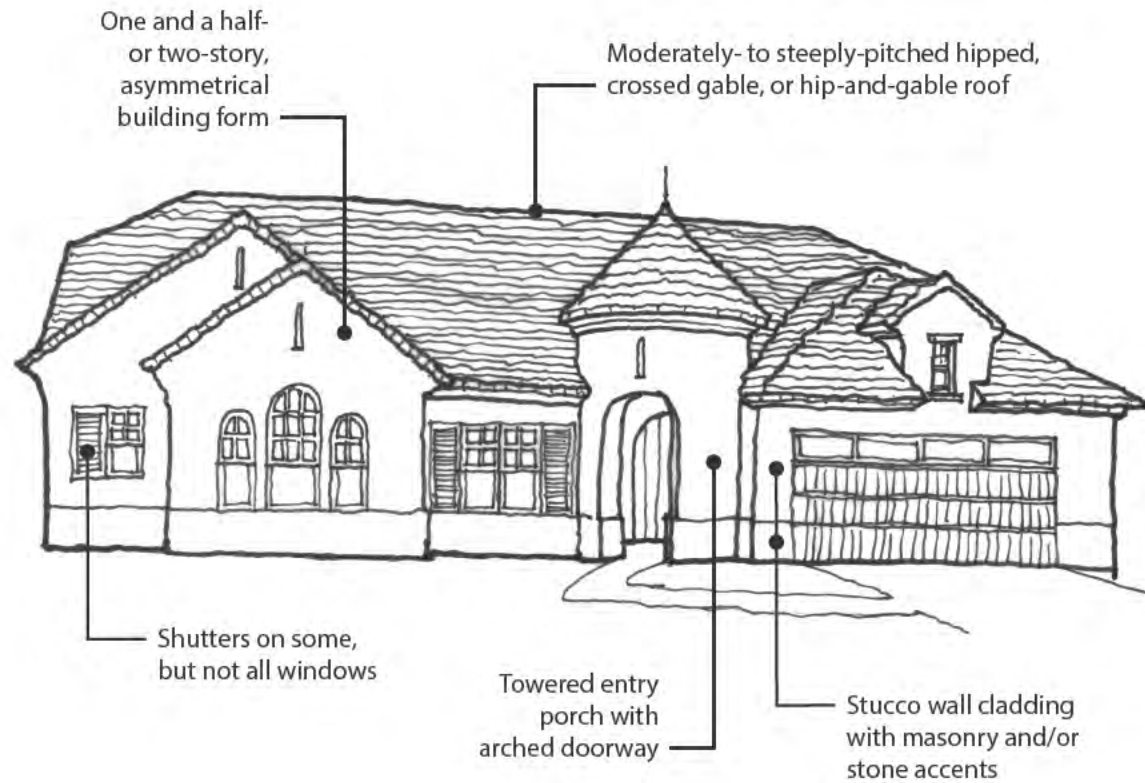 One and a half-
or two-story,
asymmetrical
building form
Moderately- to steeply-pitched hipped,
crossed gable, or hip-and-gable roof
Shutters on some,
but not all windows
Towered entry
porch with
arched doorway
Stucco wall cladding
with masonry and/or
stone accents